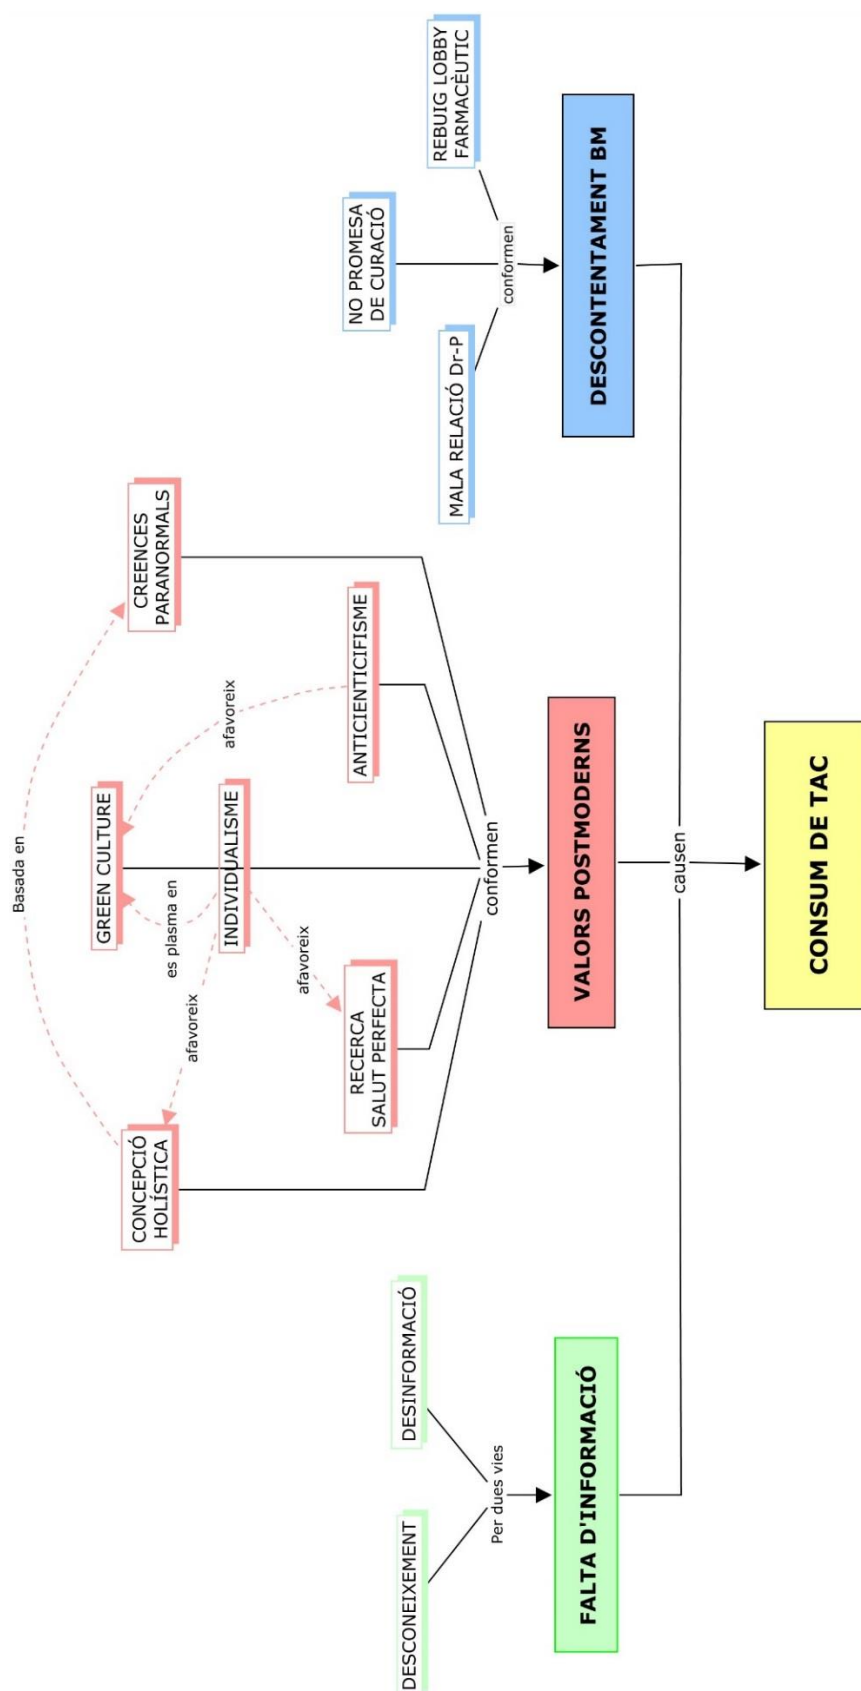 Basada en
CONCEPCIÓ
HOLÍSTICA
GREEN CULTURE
CREENCES
PARANORMALS
es plasma en
afavoreix
afavoreix
INDIVIDUALISME
afavoreix
RECERCA
SALUT PERFECTA
ANTICIENTIFISME
NO PROMESA
DE CURACIÓ
DESCONEIXEMENT
DESINFORMACIÓ
MALA RELACIÓ Dr-P
REBUIG LOBBY
FARMACÈUTIC
Per dues vies
conformen
conformen
FALTA D'INFORMACIÓ
VALORS POSTMODERNS
DESCONTENTAMENT BM
causen
CONSUM DE TAC